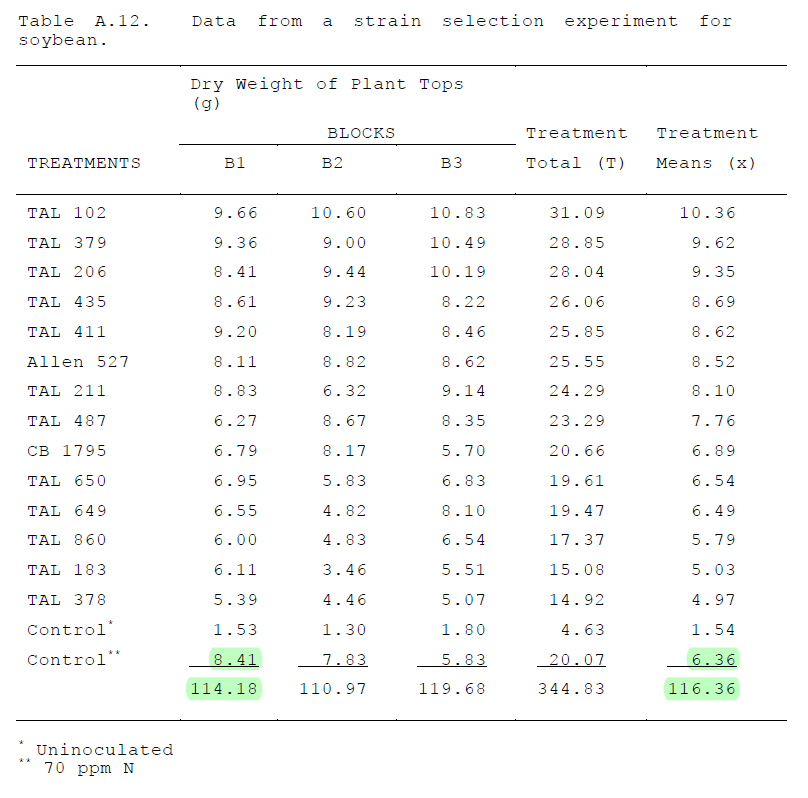 Table A.12. Data from a strain selection experiment for
soybean.
Dry Weight of Plant Tops
(g)
BLOCKS Treatment Treatment
TREATMENTS B1 B2 B3 Total (T) Means (x)
TAL 102 9.66 10.60 10.83 31.09 10.36
TAL 379 9.36 9.00 10.49 28.85 9.62
TAL 206 8.41 9.44 10.19 28.04 9.35
TAL 435 8.61 9.23 8.22 26.06 8.69
TAL 411 9.20 8.19 8.46 25.85 8.62
Allen 527 8.11 8.82 8.62 25.55 8.52
TAL 211 8.83 6.32 9.14 24.29 8.10
TAL 487 6.27 8.67 8.35 23.29 7.76
CB 1795 6.79 8.17 5.70 20.66 6.89
TAL 650 6.95 5.83 6.83 19.61 6.54
TAL 649 6.55 4.82 8.10 19.47 6.49
TAL 860 6.00 4.83 6.54 17.37 5.79
TAL 183 6.11 3.46 5.51 15.08 5.03
TAL 378 5.39 4.46 5.07 14.92 4.97
Control* 1.53 1.30 1.80 4.63 1.54
Control** 8.41 7.83 5.83 20.07 6.36
114.18 110.97 119.68 344.83 116.36
* Uninoculated
** 70 ppm N